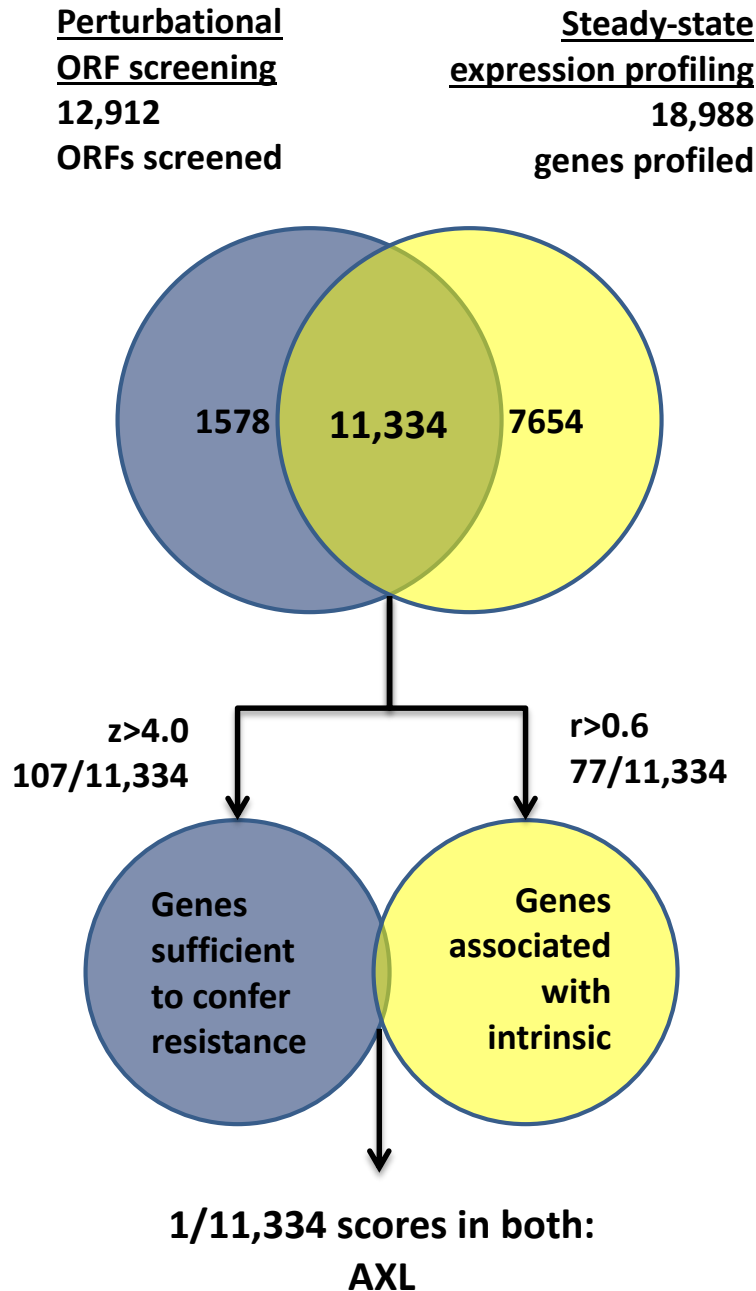 Perturbational
ORF screening
12,912
ORFs screened
Steady-state
expression profiling
18,988
genes profiled
1578
11,334
7654
z>4.0
107/11,334
r>0.6
77/11,334
Genes
sufficient
to confer
resistance
Genes
associated
with
intrinsic
1/11,334 scores in both:
AXL